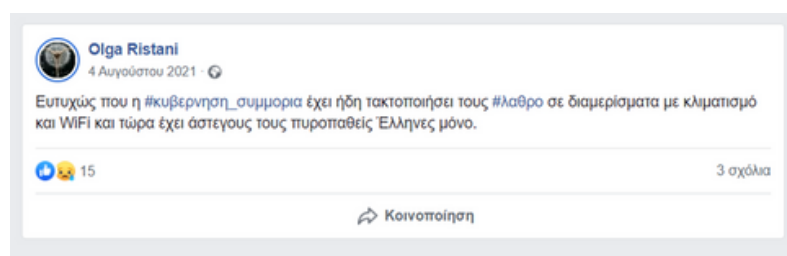 Olga Ristani
4 Αυγούστου 2021 ·
Ευτυχώς που η #κυβερνηση_συμμορια έχει ήδη τακτοποιήσει τους #λαθρο σε διαμερίσματα με κλιματισμό
και WiFi και τώρα έχει άστεγους τους πυροπαθείς Έλληνες μόνο.
15
3 σχόλια
Κοινοποίηση